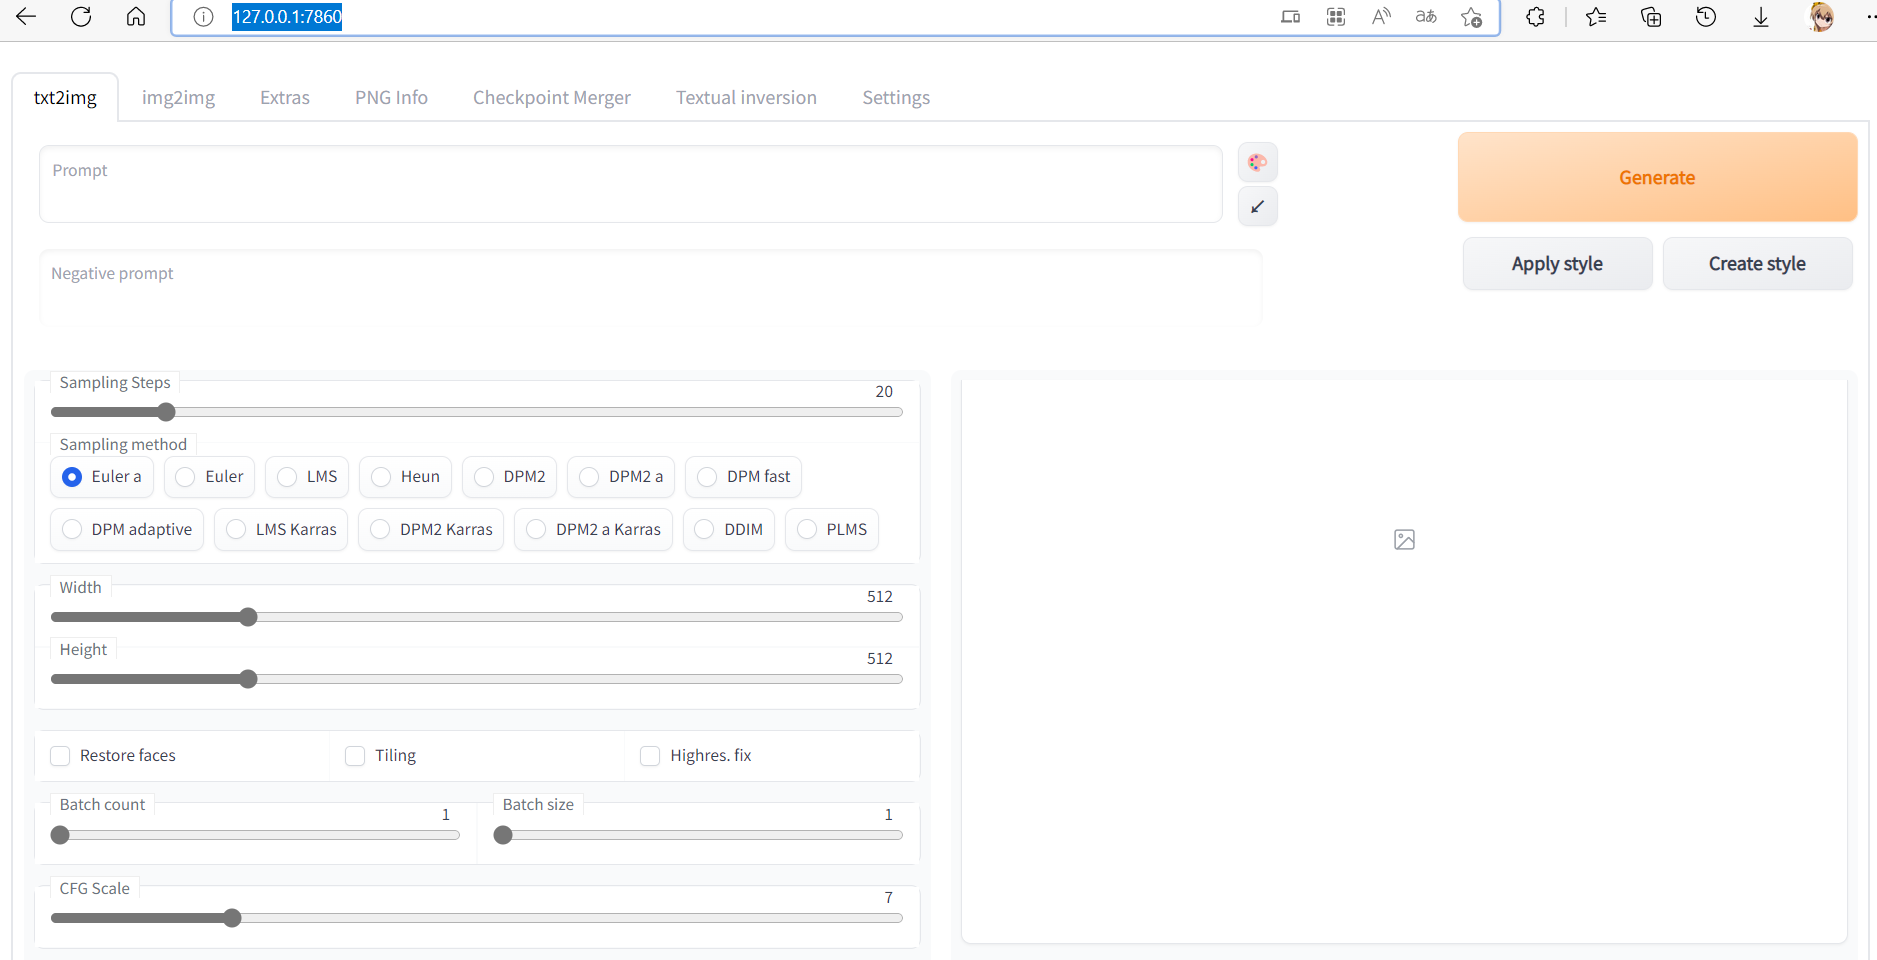 127.0.0.1:7860
txt2img img2img Extras PNG Info Checkpoint Merger Textual inversion Settings
Prompt
Generate
Negative prompt
Apply style Create style
Sampling Steps
20
Sampling method
Euler a Euler LMS Heun DPM2 DPM2 a DPM fast
DPM adaptive LMS Karras DPM2 Karras DPM2 a Karras DDIM PLMS
Width
512
Height
512
Restore faces Tiling Highres. fix
Batch count Batch size
1 1
CFG Scale
7